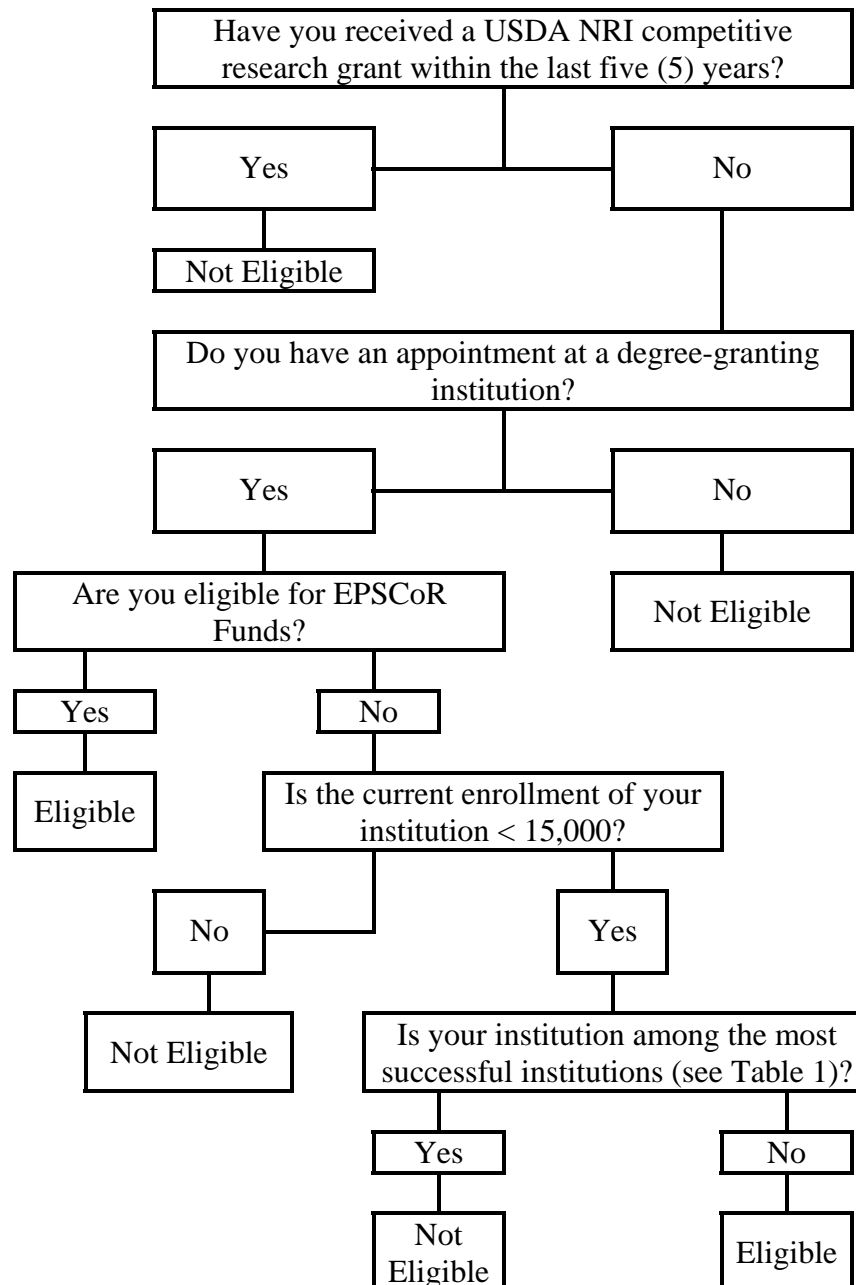 Have you received a USDA NRI competitive
research grant within the last five (5) years?
Yes
No
Not Eligible
Do you have an appointment at a degree-granting
institution?
Yes
No
Are you eligible for EPSCoR
Funds?
Not Eligible
Yes
No
Eligible
Is the current enrollment of your
institution < 15,000?
No
Yes
Not Eligible
Is your institution among the most
successful institutions (see Table 1)?
Yes
No
Not
Eligible
Eligible